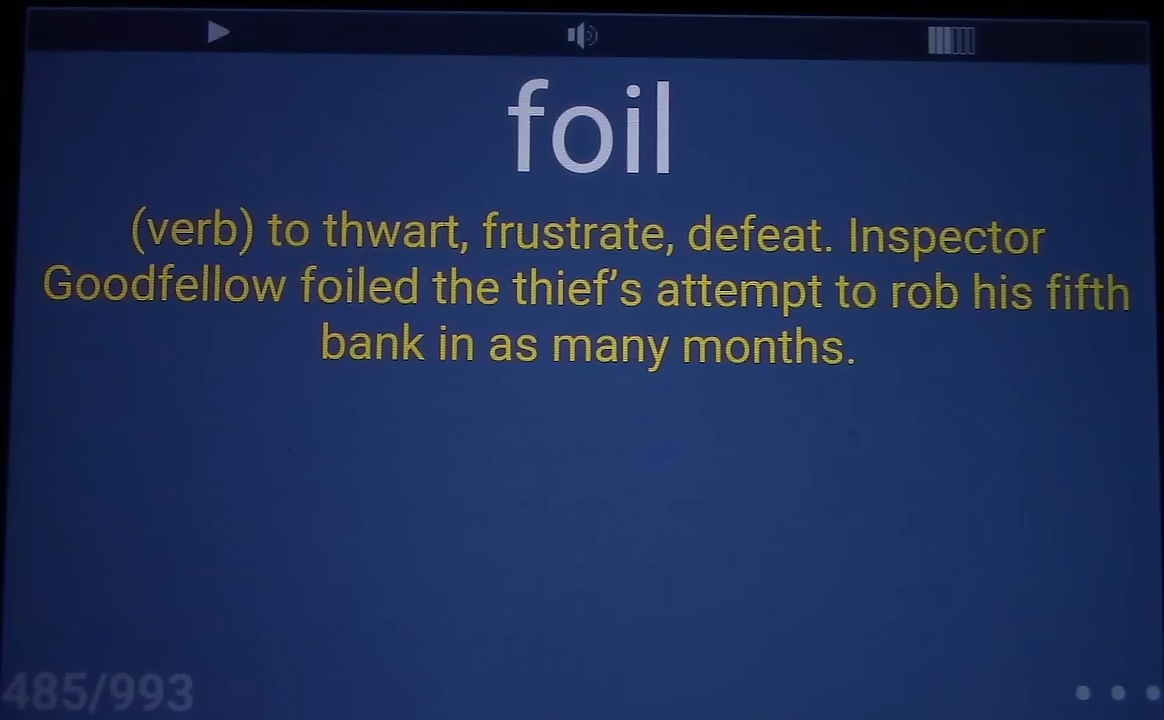 foil
(verb) to thwart, frustrate, defeat. Inspector
Goodfellow foiled the thief's attempt to rob his fifth
bank in as many months.
485/993